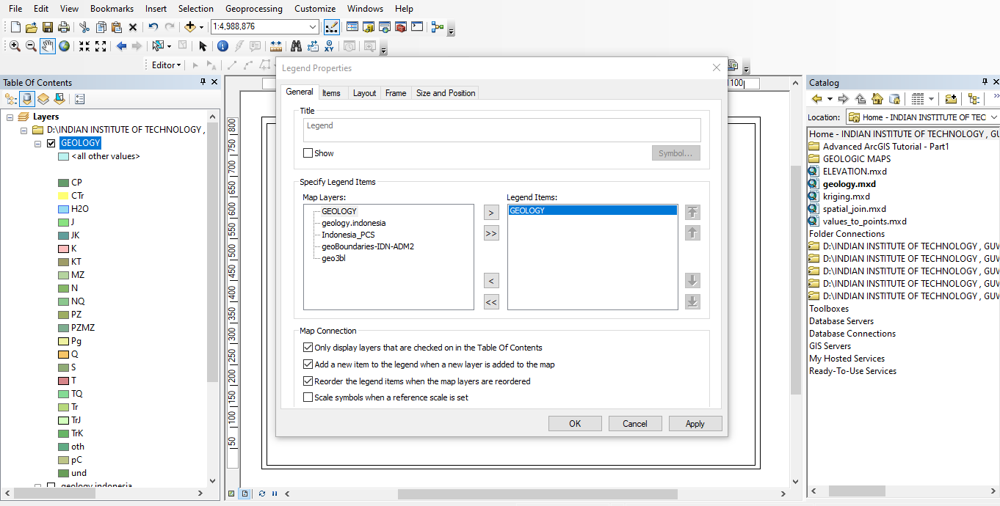 File Edit View Bookmarks Insert Selection Geoprocessing Customize Windows Help
1:4,988,876
Editor
Table Of Contents
Layers
D:\INDIAN INSTITUTE OF TECHNOLOGY ,
GEOLOGY
<all other values>
CP
CTr
H2O
J
JK
K
KT
MZ
N
NQ
PZ
PZMZ
Pg
Q
S
T
TQ
Tr
TrJ
TrK
oth
pC
und
geology.indonesia
800
750
700
650
600
550
500
450
400
350
300
250
200
150
100
50
1100
Legend Properties
General Items Layout Frame Size and Position
Title
Legend
Show
Symbol...
Specify Legend Items
Map Layers:
GEOLOGY
geology.indonesia
Indonesia_PCS
geoBoundaries-IDN-ADM2
geo3bl
>
>>
<
<<
Legend Items:
GEOLOGY
Map Connection
Only display layers that are checked on in the Table Of Contents
Add a new item to the legend when a new layer is added to the map
Reorder the legend items when the map layers are reordered
Scale symbols when a reference scale is set
OK Cancel Apply
Catalog
Location: Home - INDIAN INSTITUTE OF TEC
Home - INDIAN INSTITUTE OF TECHNOLOGY , GU
Advanced ArcGIS Tutorial - Part1
GEOLOGIC MAPS
ELEVATION.mxd
geology.mxd
kriging.mxd
spatial_join.mxd
values_to_points.mxd
Folder Connections
D:\INDIAN INSTITUTE OF TECHNOLOGY , GUV
D:\INDIAN INSTITUTE OF TECHNOLOGY , GUV
D:\INDIAN INSTITUTE OF TECHNOLOGY , GUV
D:\INDIAN INSTITUTE OF TECHNOLOGY , GUV
D:\INDIAN INSTITUTE OF TECHNOLOGY , GUV
Toolboxes
Database Servers
Database Connections
GIS Servers
My Hosted Services
Ready-To-Use Services